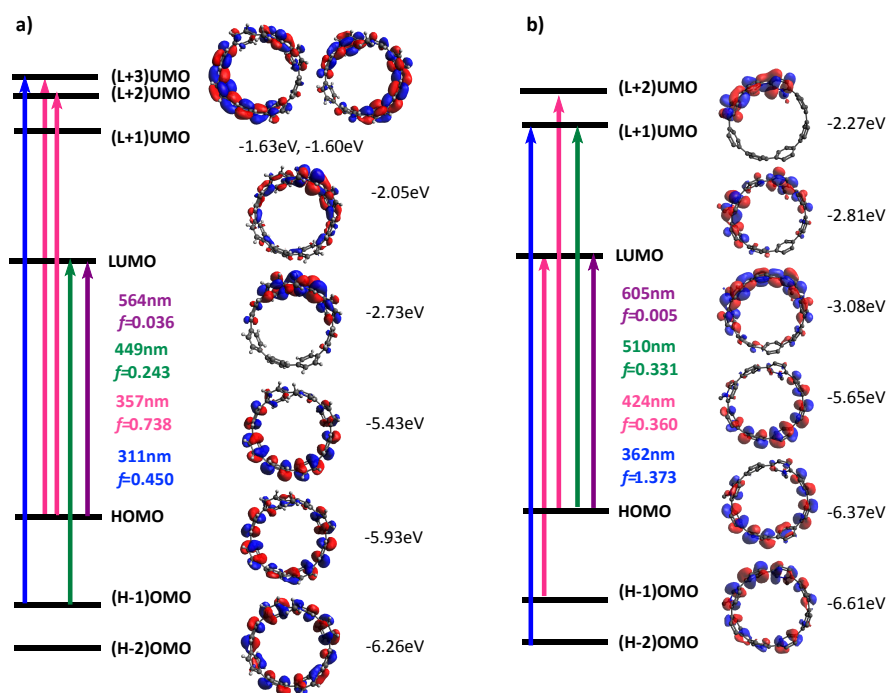 a)
(L+3)UMO
(L+2)UMO
(L+1)UMO
-1.63eV, -1.60eV
-2.05eV
LUMO
564nm
f=0.036
-2.73eV
449nm
f=0.243
357nm
f=0.738
-5.43eV
311nm
f=0.450
HOMO
-5.93eV
(H-1)OMO
(H-2)OMO
-6.26eV
b)
(L+2)UMO
(L+1)UMO
-2.27eV
-2.81eV
LUMO
605nm
f=0.005
-3.08eV
510nm
f=0.331
-5.65eV
424nm
f=0.360
362nm
f=1.373
HOMO
-6.37eV
(H-1)OMO
-6.61eV
(H-2)OMO